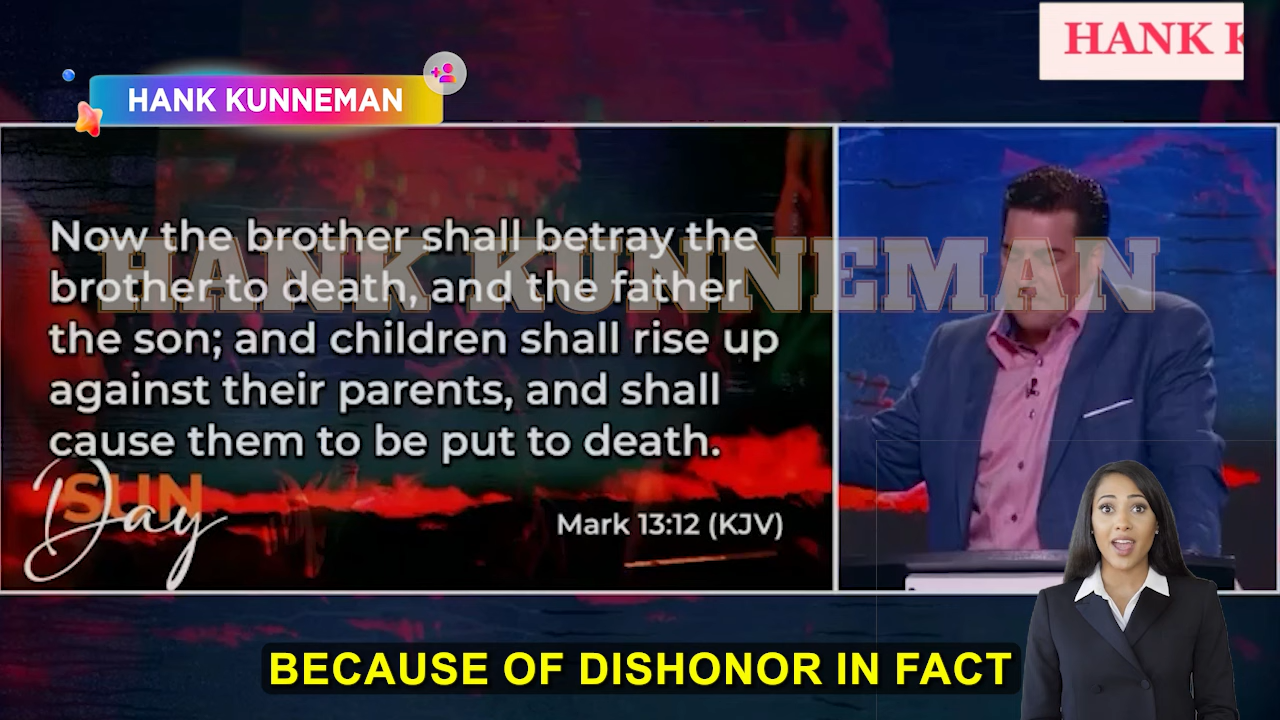 HANK K
HANK KUNNEMAN
Now the brother shall betray the
brother to death, and the father
the son; and children shall rise up
against their parents, and shall
cause them to be put to death.
HANK KUNNEMAN
SUN
Day
Mark 13:12 (KJV)
BECAUSE OF DISHONOR IN FACT